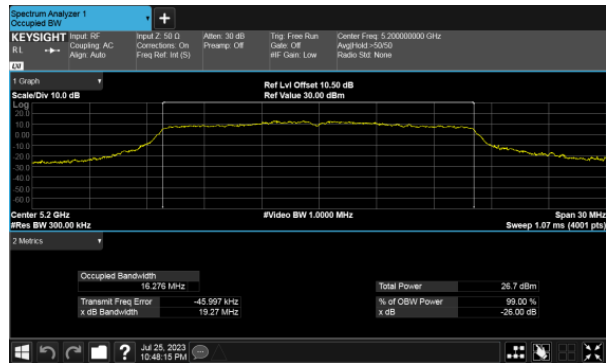 Spectrum Analyzer 1
Occupied BW
+
KEYSIGHT Input: RF Input Z: 50 Ω Atten: 30 dB Trig: Free Run Center Freq: 5.200000000 GHz
RL Coupling: AC Corrections: On Preamp: Off Gate: Off Avg|Hold:>50/50
Align: Auto Freq Ref: Int (S) #IF Gain: Low Radio Std: None
LXI
1 Graph
Ref Lvl Offset 10.50 dB
Scale/Div 10.0 dB Ref Value 30.00 dBm
Log
20.0
10.0
0.00
-10.0
-20.0
-30.0
-40.0
-50.0
-60.0
Center 5.2 GHz #Video BW 1.0000 MHz Span 30 MHz
#Res BW 300.00 kHz Sweep 1.07 ms (4001 pts)
2 Metrics
Occupied Bandwidth
16.276 MHz Total Power 26.7 dBm
Transmit Freq Error -45.997 kHz % of OBW Power 99.00 %
x dB Bandwidth 19.27 MHz x dB -26.00 dB
? Jul 25, 2023
10:48:15 PM